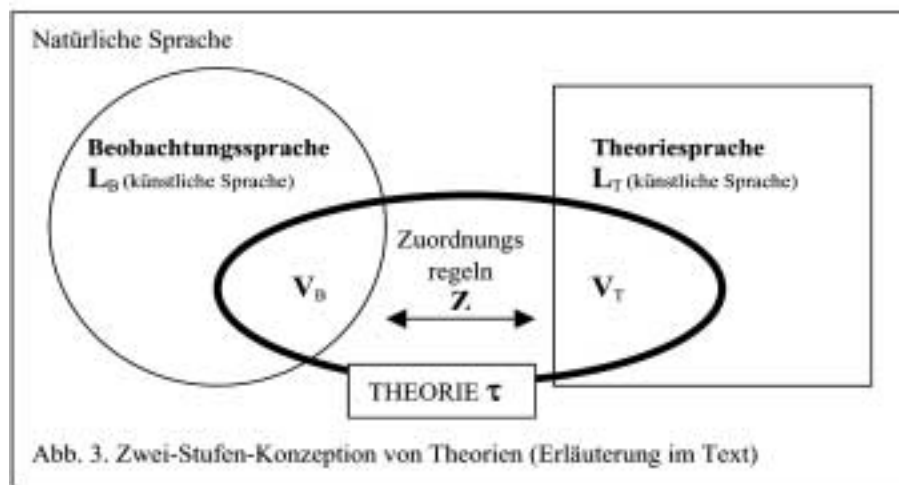 Natürliche Sprache
Beobachtungssprache
L_B (künstliche Sprache)
Theoriesprache
L_T (künstliche Sprache)
Zuordnungs
regeln
Z
V_B
V_T
THEORIE τ
Abb. 3. Zwei-Stufen-Konzeption von Theorien (Erläuterung im Text)